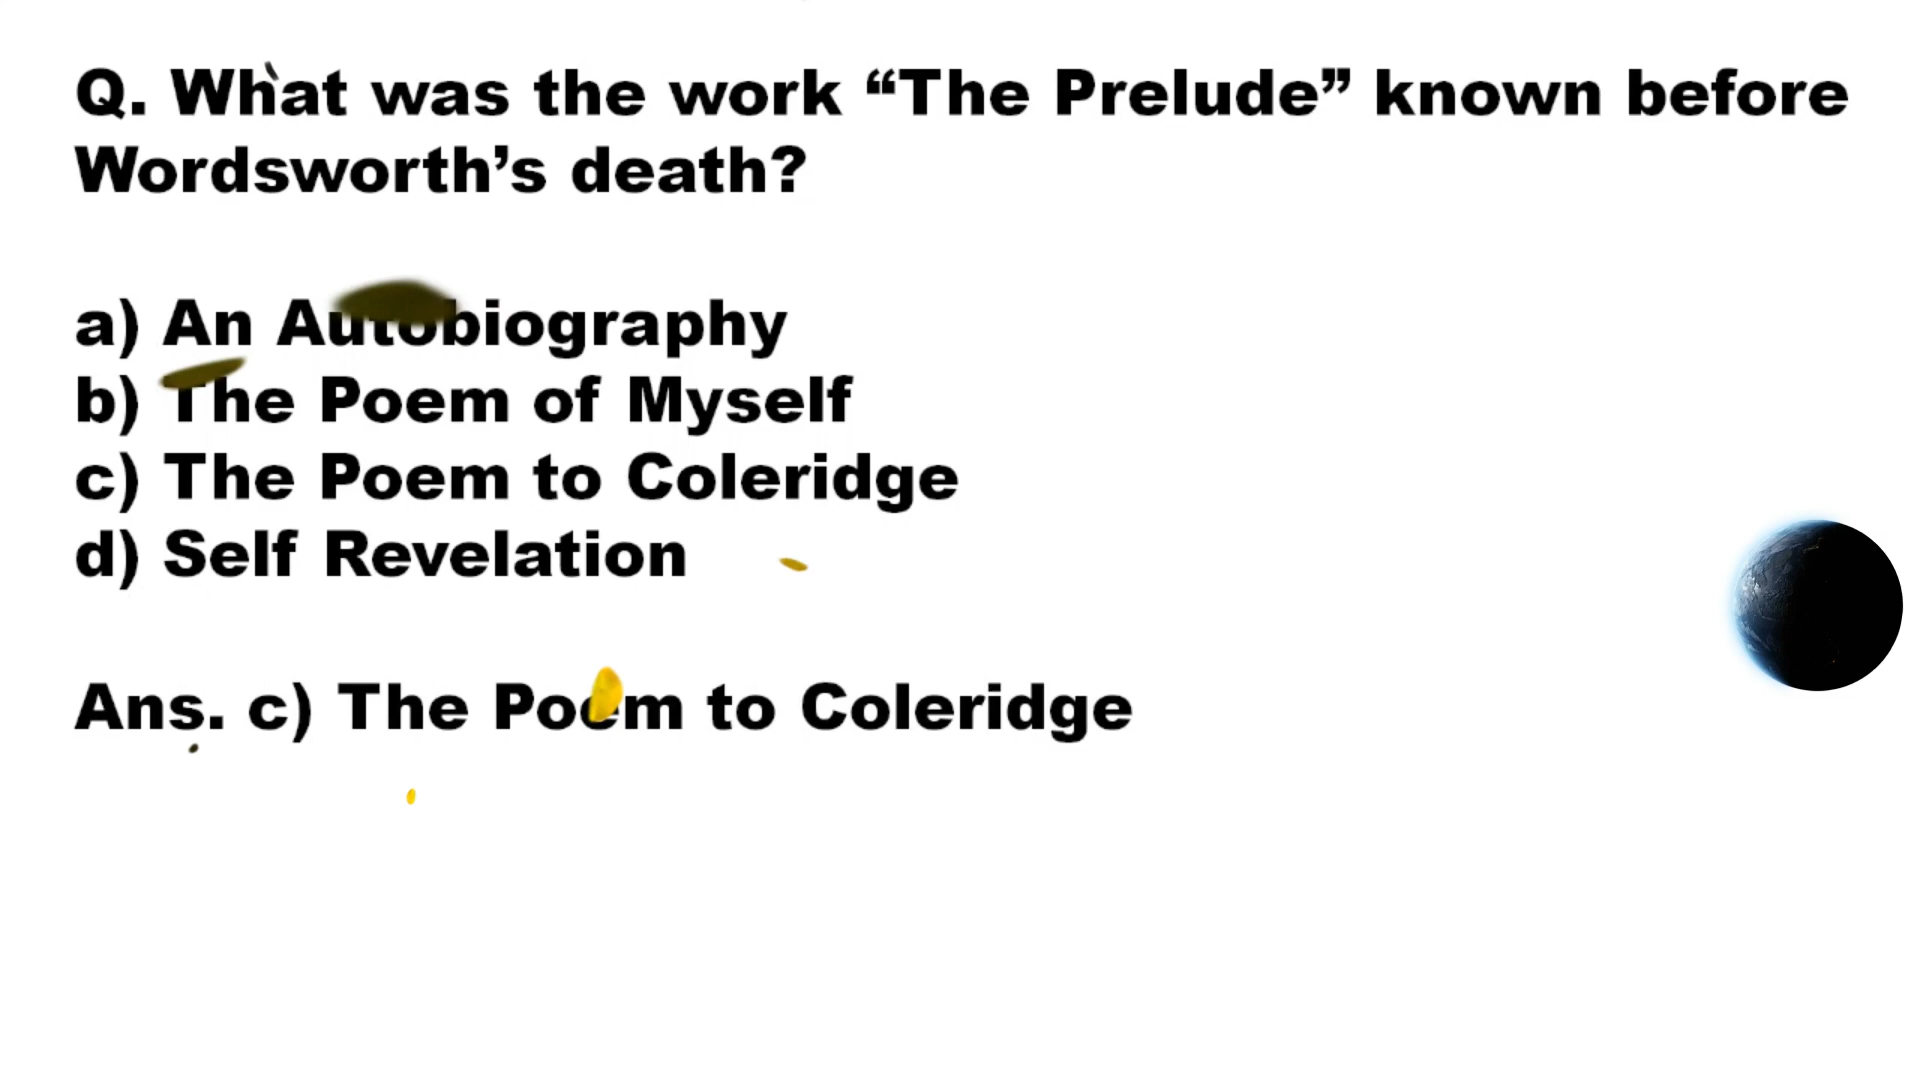 Q. What was the work “The Prelude” known before
Wordsworth’s death?
a) An Autobiography
b) The Poem of Myself
c) The Poem to Coleridge
d) Self Revelation
Ans. c) The Poem to Coleridge